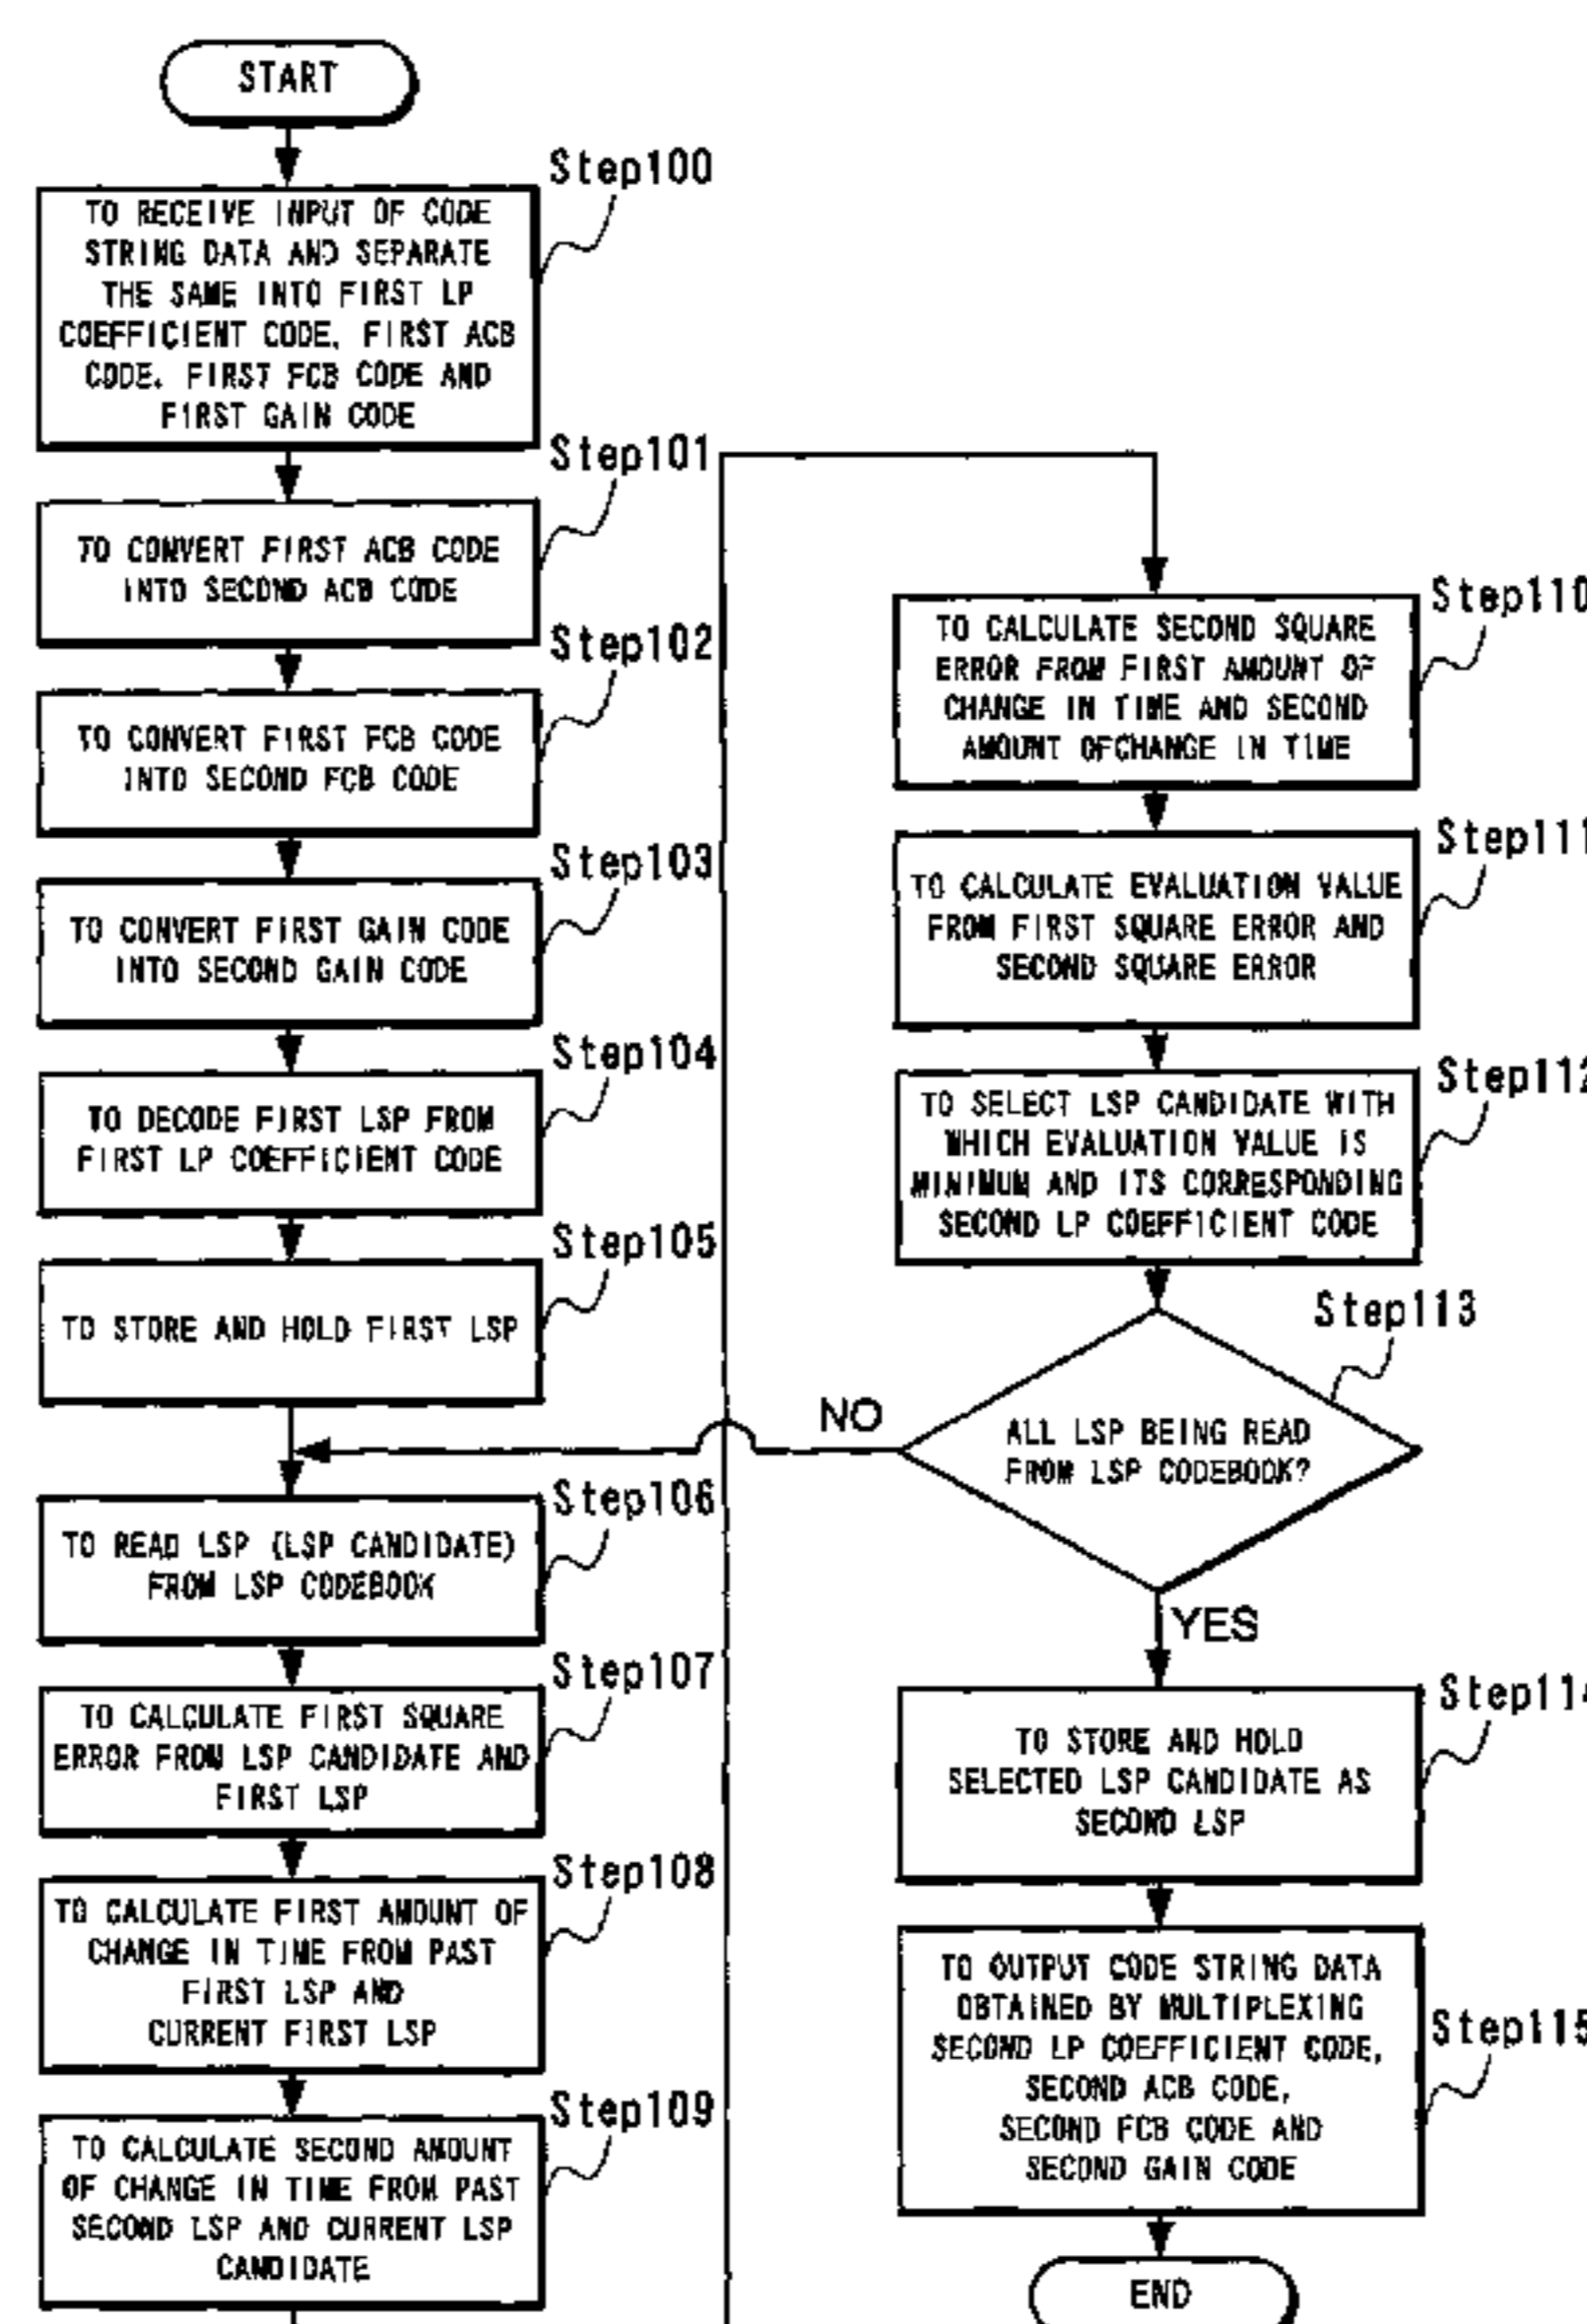 START
Step100
TO RECEIVE INPUT OF CODE
STRING DATA AND SEPARATE
THE SAME INTO FIRST LP
COEFFICIENT CODE, FIRST ACB
CODE, FIRST FCB CODE AND
FIRST GAIN CODE
Step101
TO CONVERT FIRST ACB CODE
INTO SECOND ACB CODE
Step102
TO CONVERT FIRST FCB CODE
INTO SECOND FCB CODE
Step103
TO CONVERT FIRST GAIN CODE
INTO SECOND GAIN CODE
Step104
TO DECODE FIRST LSP FROM
FIRST LP COEFFICIENT CODE
Step105
TO STORE AND HOLD FIRST LSP
Step106
TO READ LSP (LSP CANDIDATE)
FROM LSP CODEBOOK
Step107
TO CALCULATE FIRST SQUARE
ERROR FROM LSP CANDIDATE AND
FIRST LSP
Step108
TO CALCULATE FIRST AMOUNT OF
CHANGE IN TIME FROM PAST
FIRST LSP AND
CURRENT FIRST LSP
Step109
TO CALCULATE SECOND AMOUNT
OF CHANGE IN TIME FROM PAST
SECOND LSP AND CURRENT LSP
CANDIDATE
Step110
TO CALCULATE SECOND SQUARE
ERROR FROM FIRST AMOUNT OF
CHANGE IN TIME AND SECOND
AMOUNT OFCHANGE IN TIME
Step111
TO CALCULATE EVALUATION VALUE
FROM FIRST SQUARE ERROR AND
SECOND SQUARE ERROR
Step112
TO SELECT LSP CANDIDATE WITH
WHICH EVALUATION VALUE IS
MINIMUM AND ITS CORRESPONDING
SECOND LP COEFFICIENT CODE
Step113
ALL LSP BEING READ
FROM LSP CODEBOOK?
NO
YES
Step114
TO STORE AND HOLD
SELECTED LSP CANDIDATE AS
SECOND LSP
Step115
TO OUTPUT CODE STRING DATA
OBTAINED BY MULTIPLEXING
SECOND LP COEFFICIENT CODE,
SECOND ACB CODE,
SECOND FCB CODE AND
SECOND GAIN CODE
END